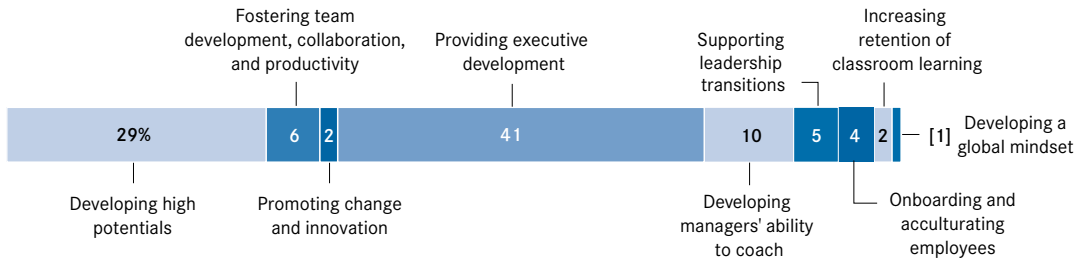 Fostering team
development, collaboration,
and productivity
Providing executive
development
Supporting
leadership
transitions
Increasing
retention of
classroom learning
29%
6
2
41
10
5
4
2
[1]
Developing a
global mindset
Developing high
potentials
Promoting change
and innovation
Developing
managers' ability
to coach
Onboarding and
acculturating
employees